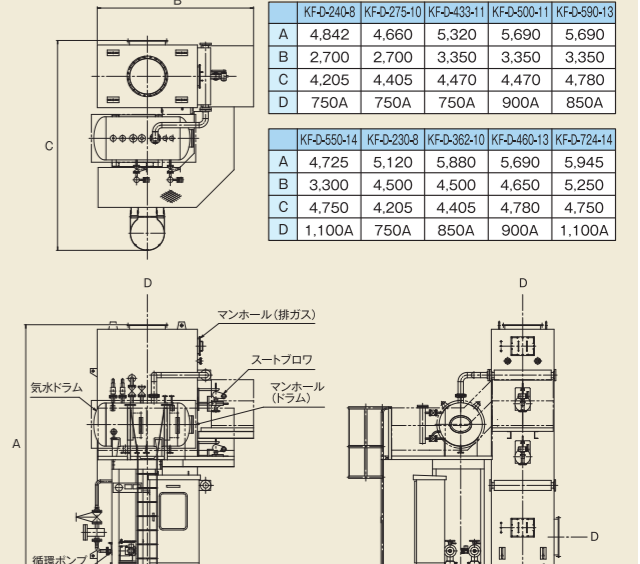 B
C
KF-D-240-8 KF-D-275-10 KF-D-433-11 KF-D-500-11 KF-D-590-13
A 4,842 4,660 5,320 5,690 5,690
B 2,700 2,700 3,350 3,350 3,350
C 4,205 4,405 4,470 4,470 4,780
D 750A 750A 750A 900A 850A
KF-D-550-14 KF-D-230-8 KF-D-362-10 KF-D-460-13 KF-D-724-14
A 4,725 5,120 5,880 5,690 5,945
B 3,300 4,500 4,500 4,650 5,250
C 4,750 4,205 4,405 4,780 4,750
D 1,100A 750A 850A 900A 1,100A
D
D
マンホール(排ガス)
スートブロワ
気水ドラム
マンホール
(ドラム)
A
D
循環ポンプ